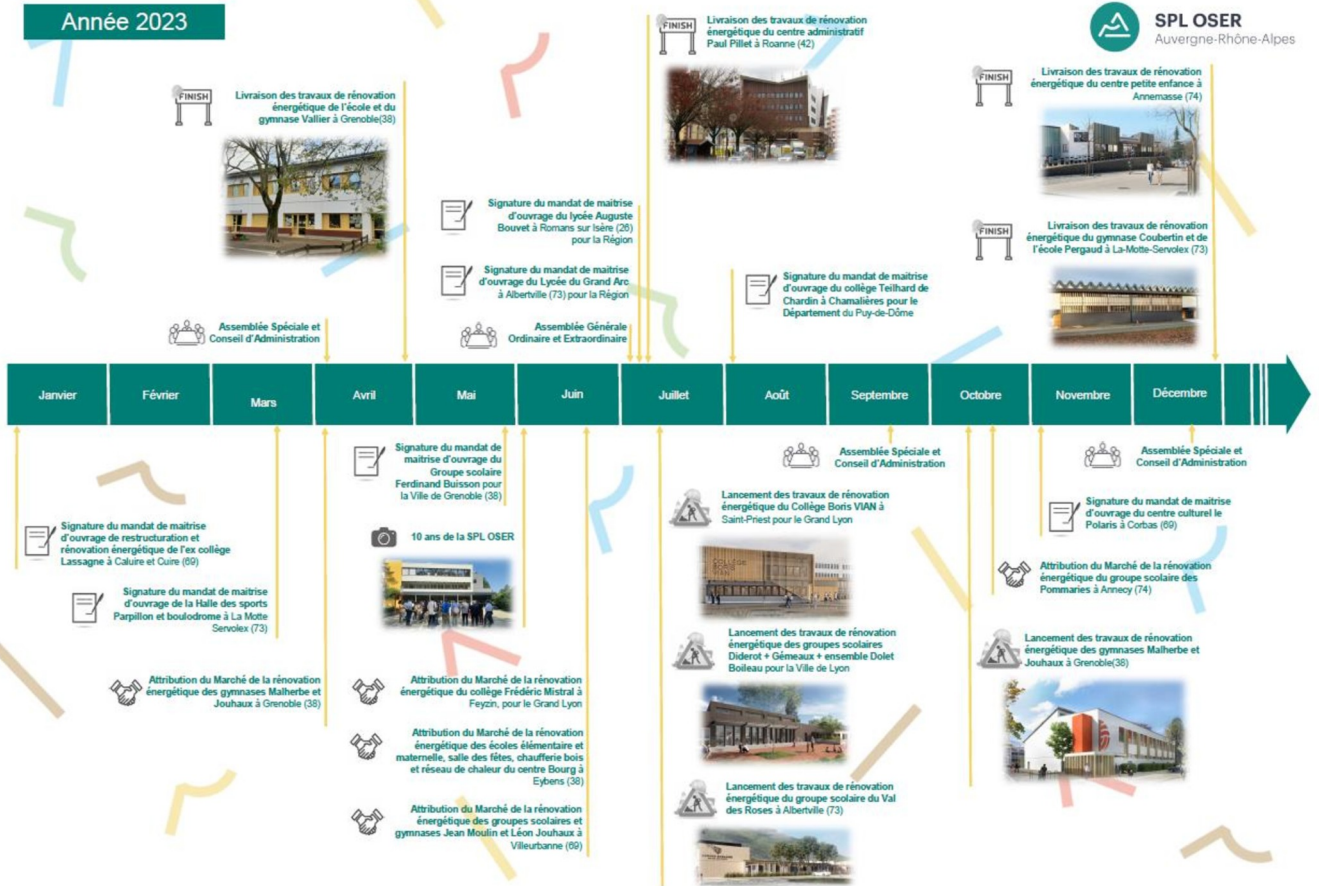 Année 2023
SPL OSER
Auvergne-Rhône-Alpes
FINISH
Livraison des travaux de rénovation
énergétique de l'école et du
gymnase Vallier à Grenoble(38)
FINISH
Livraison des travaux de rénovation
énergétique du centre administratif
Paul Pillet à Roanne (42)
FINISH
Livraison des travaux de rénovation
énergétique du centre petite enfance à
Annemasse (74)
Signature du mandat de maitrise
d'ouvrage du lycée Auguste
Bouvet à Romans sur Isère (26)
pour la Région
FINISH
Livraison des travaux de rénovation
énergétique du gymnase Coubertin et de
l'école Pergaud à La-Motte-Servolex (73)
Signature du mandat de maitrise
d'ouvrage du Lycée du Grand Arc
à Albertville (73) pour la Région
Signature du mandat de maitrise
d'ouvrage du collège Teilhard de
Chardin à Chamalières pour le
Département du Puy-de-Dôme
Assemblée Spéciale et
Conseil d'Administration
Assemblée Générale
Ordinaire et Extraordinaire
Janvier
Février
Mars
Avril
Mai
Juin
Juillet
Août
Septembre
Octobre
Novembre
Décembre
Signature du mandat de maitrise
d'ouvrage de restructuration et
rénovation énergétique de l'ex collège
Lassagne à Caluire et Cuire (69)
Signature du mandat de maitrise
d'ouvrage de la Halle des sports
Parpillon et boulodrome à La Motte
Servolex (73)
Attribution du Marché de la rénovation
énergétique des gymnases Malherbe et
Jouhaux à Grenoble (38)
Signature du mandat de
maitrise d'ouvrage du
Groupe scolaire
Ferdinand Buisson pour
la Ville de Grenoble (38)
10 ans de la SPL OSER
Attribution du Marché de la rénovation
énergétique du collège Frédéric Mistral à
Feyzin, pour le Grand Lyon
Attribution du Marché de la rénovation
énergétique des écoles élémentaire et
maternelle, salle des fêtes, chaufferie bois
et réseau de chaleur du centre Bourg à
Eybens (38)
Attribution du Marché de la rénovation
énergétique des groupes scolaires et
gymnases Jean Moulin et Léon Jouhaux à
Villeurbanne (69)
Assemblée Spéciale et
Conseil d'Administration
Lancement des travaux de rénovation
énergétique du Collège Boris VIAN à
Saint-Priest pour le Grand Lyon
COLLÈGE
BORIS
Lancement des travaux de rénovation
énergétique des groupes scolaires
Diderot + Gémeaux + ensemble Dolet
Boileau pour la Ville de Lyon
Lancement des travaux de rénovation
énergétique du groupe scolaire du Val
des Roses à Albertville (73)
Assemblée Spéciale et
Conseil d'Administration
Signature du mandat de maitrise
d'ouvrage du centre culturel le
Polaris à Corbas (69)
Attribution du Marché de la rénovation
énergétique du groupe scolaire des
Pommaries à Annecy (74)
Lancement des travaux de rénovation
énergétique des gymnases Malherbe et
Jouhaux à Grenoble(38)